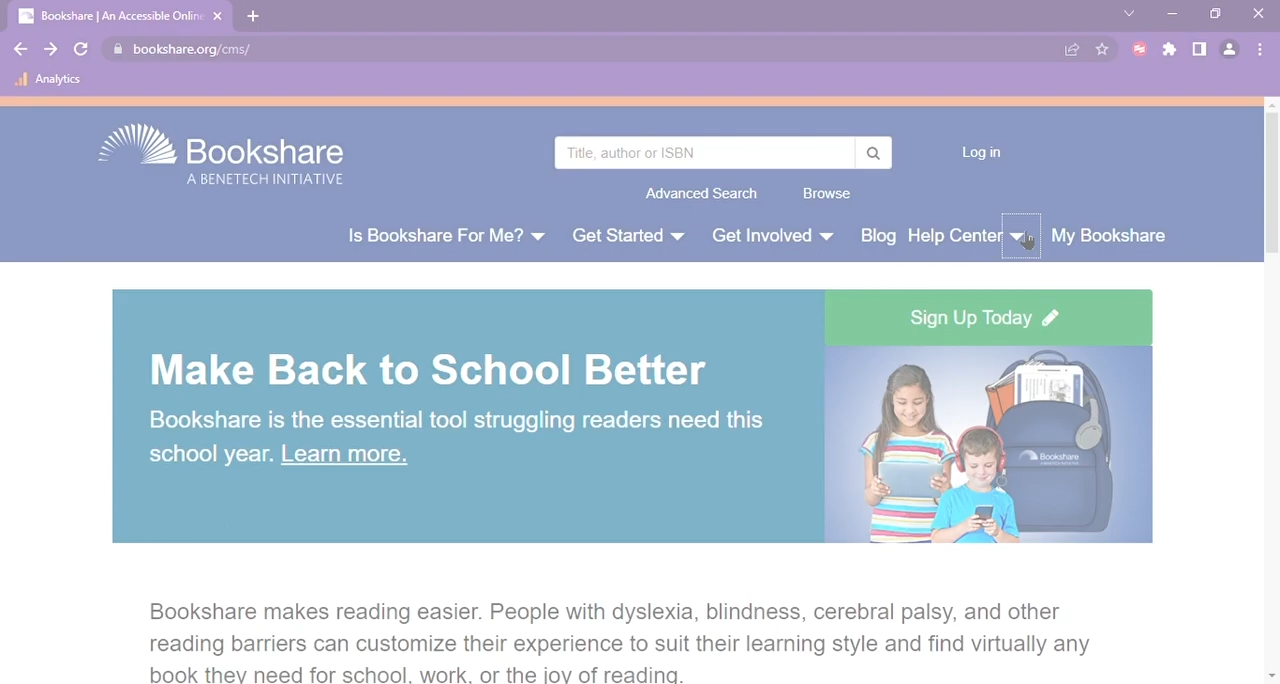 Bookshare | An Accessible Online
bookshare.org/cms/
Analytics
Bookshare
A BENETECH INITIATIVE
Title, author or ISBN
Log in
Advanced Search Browse
Is Bookshare For Me? Get Started Get Involved Blog Help Center My Bookshare
Sign Up Today
Make Back to School Better
Bookshare is the essential tool struggling readers need this
school year. Learn more.
Bookshare
Bookshare makes reading easier. People with dyslexia, blindness, cerebral palsy, and other
reading barriers can customize their experience to suit their learning style and find virtually any
book they need for school, work, or the joy of reading.